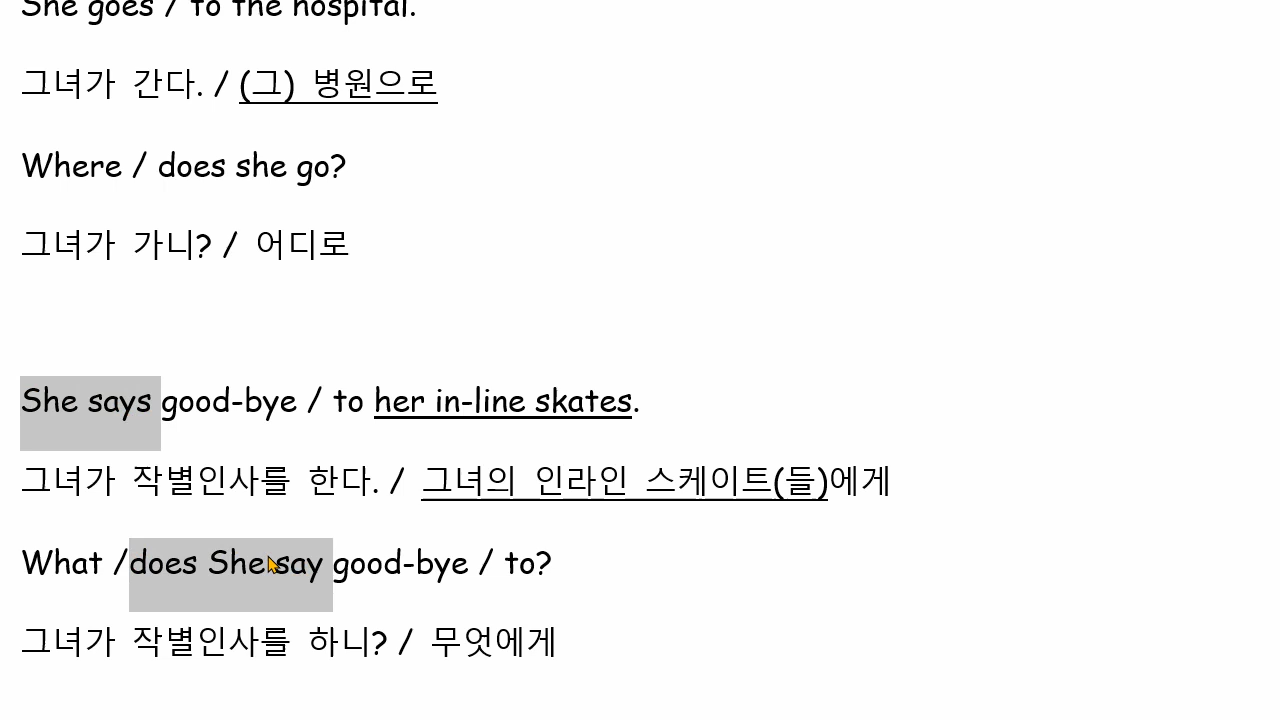 She goes / to the hospital.
그녀가 간다. / (그) 병원으로
Where / does she go?
그녀가 가니? / 어디로
She says good-bye / to her in-line skates.
그녀가 작별인사를 한다. / 그녀의 인라인 스케이트(들)에게
What /does She say good-bye / to?
그녀가 작별인사를 하니? / 무엇에게